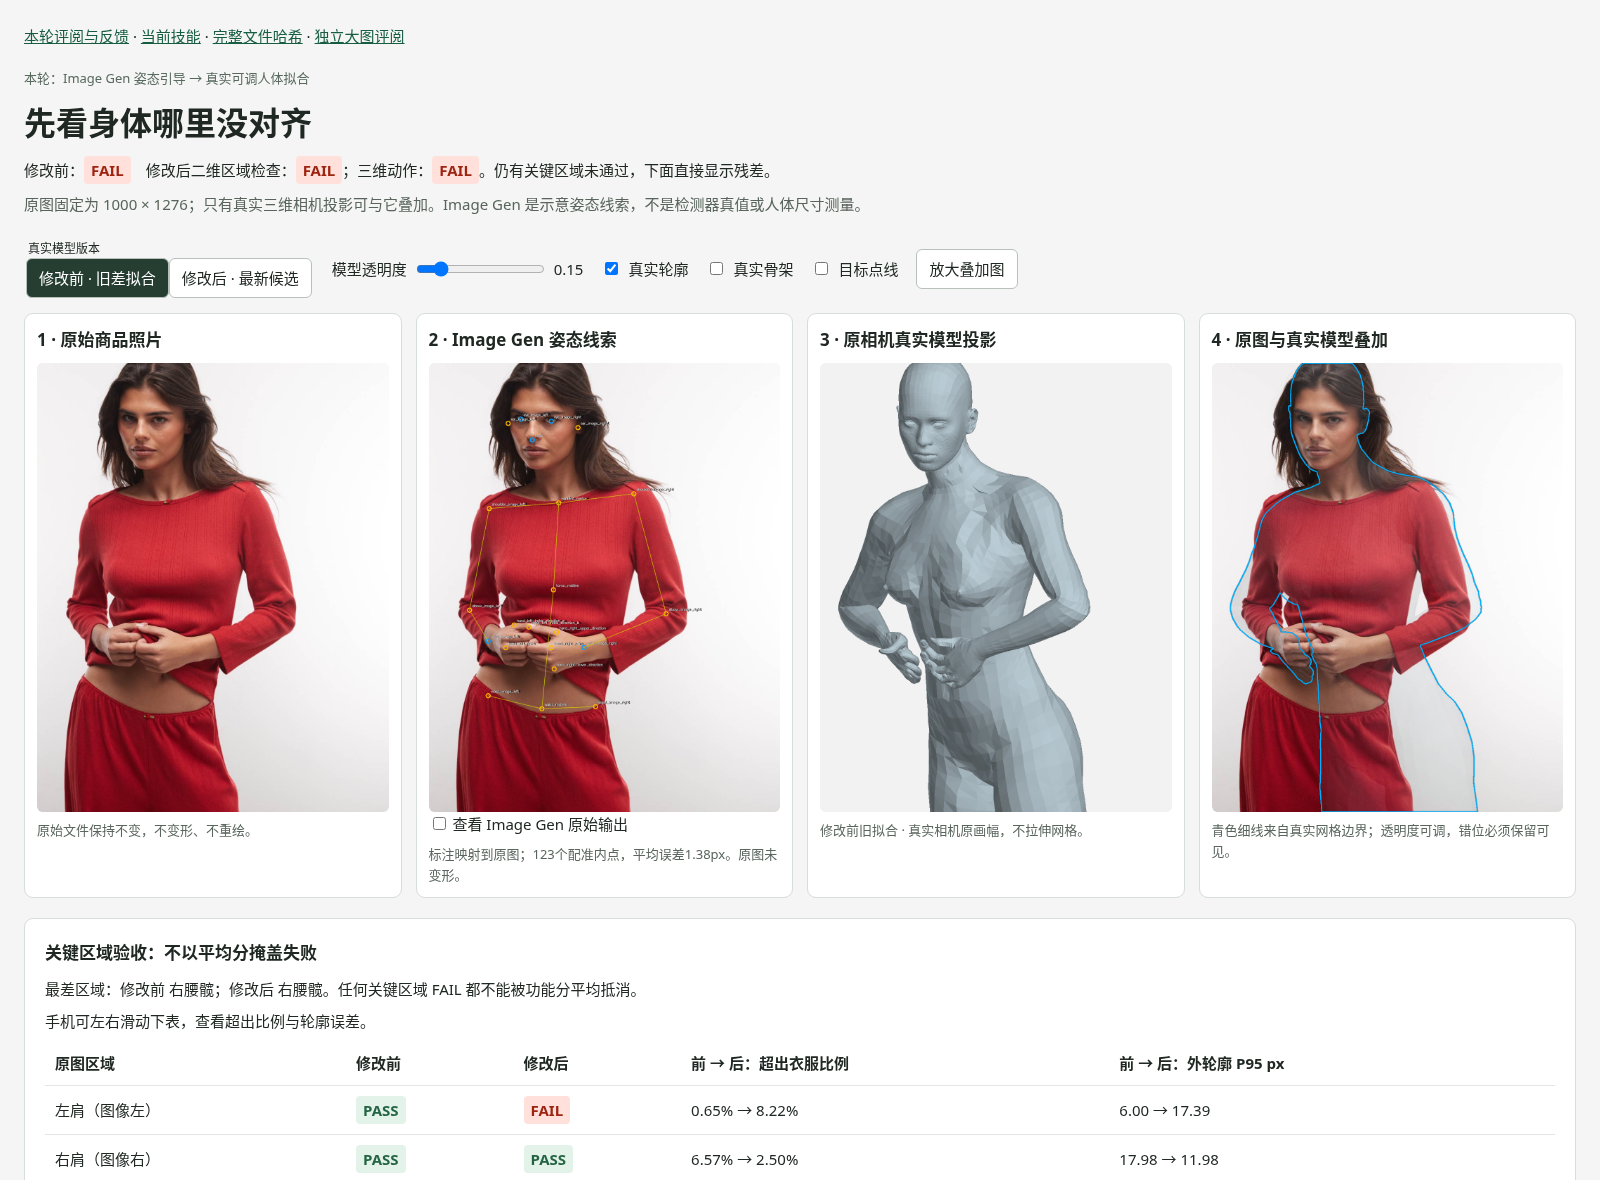 本轮评阅与反馈 · 当前技能 · 完整文件哈希 · 独立大图评阅
本轮：Image Gen 姿态引导 → 真实可调人体拟合
先看身体哪里没对齐
修改前： FAIL 修改后二维区域检查： FAIL ；三维动作： FAIL 。仍有关键区域未通过，下面直接显示残差。
原图固定为 1000 × 1276；只有真实三维相机投影可与它叠加。Image Gen 是示意姿态线索，不是检测器真值或人体尺寸测量。
真实模型版本
修改前 · 旧差拟合 修改后 · 最新候选 模型透明度 0.15 真实轮廓 真实骨架 目标点线 放大叠加图
1 · 原始商品照片
原始文件保持不变，不变形、不重绘。
2 · Image Gen 姿态线索
查看 Image Gen 原始输出
标注映射到原图；123个配准内点，平均误差1.38px。原图未
变形。
3 · 原相机真实模型投影
修改前旧拟合 · 真实相机原画幅，不拉伸网格。
4 · 原图与真实模型叠加
青色细线来自真实网格边界；透明度可调，错位必须保留可
见。
关键区域验收：不以平均分掩盖失败
最差区域：修改前 右腰髋；修改后 右腰髋。任何关键区域 FAIL 都不能被功能分平均抵消。
手机可左右滑动下表，查看超出比例与轮廓误差。
原图区域 修改前 修改后 前 → 后：超出衣服比例 前 → 后：外轮廓 P95 px
左肩（图像左） PASS FAIL 0.65% → 8.22% 6.00 → 17.39
右肩（图像右） PASS PASS 6.57% → 2.50% 17.98 → 11.98